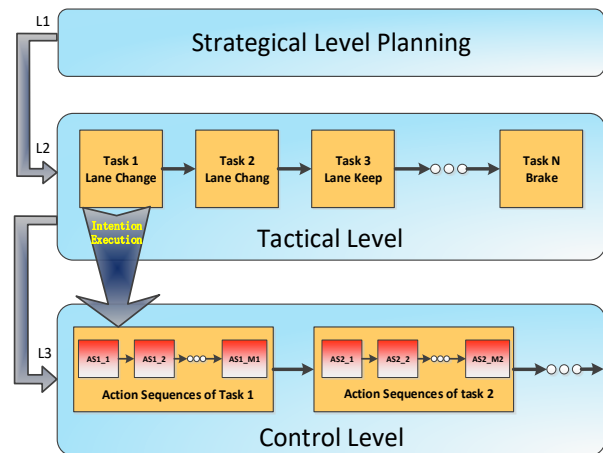 L1
Strategical Level Planning
L2
Task 1
Lane Change
Task 2
Lane Chang
Task 3
Lane Keep
Task N
Brake
Intention
Execution
Tactical Level
L3
AS1_1
AS1_2
AS1_M1
Action Sequences of Task 1
AS2_1
AS2_2
AS2_M2
Action Sequences of task 2
Control Level